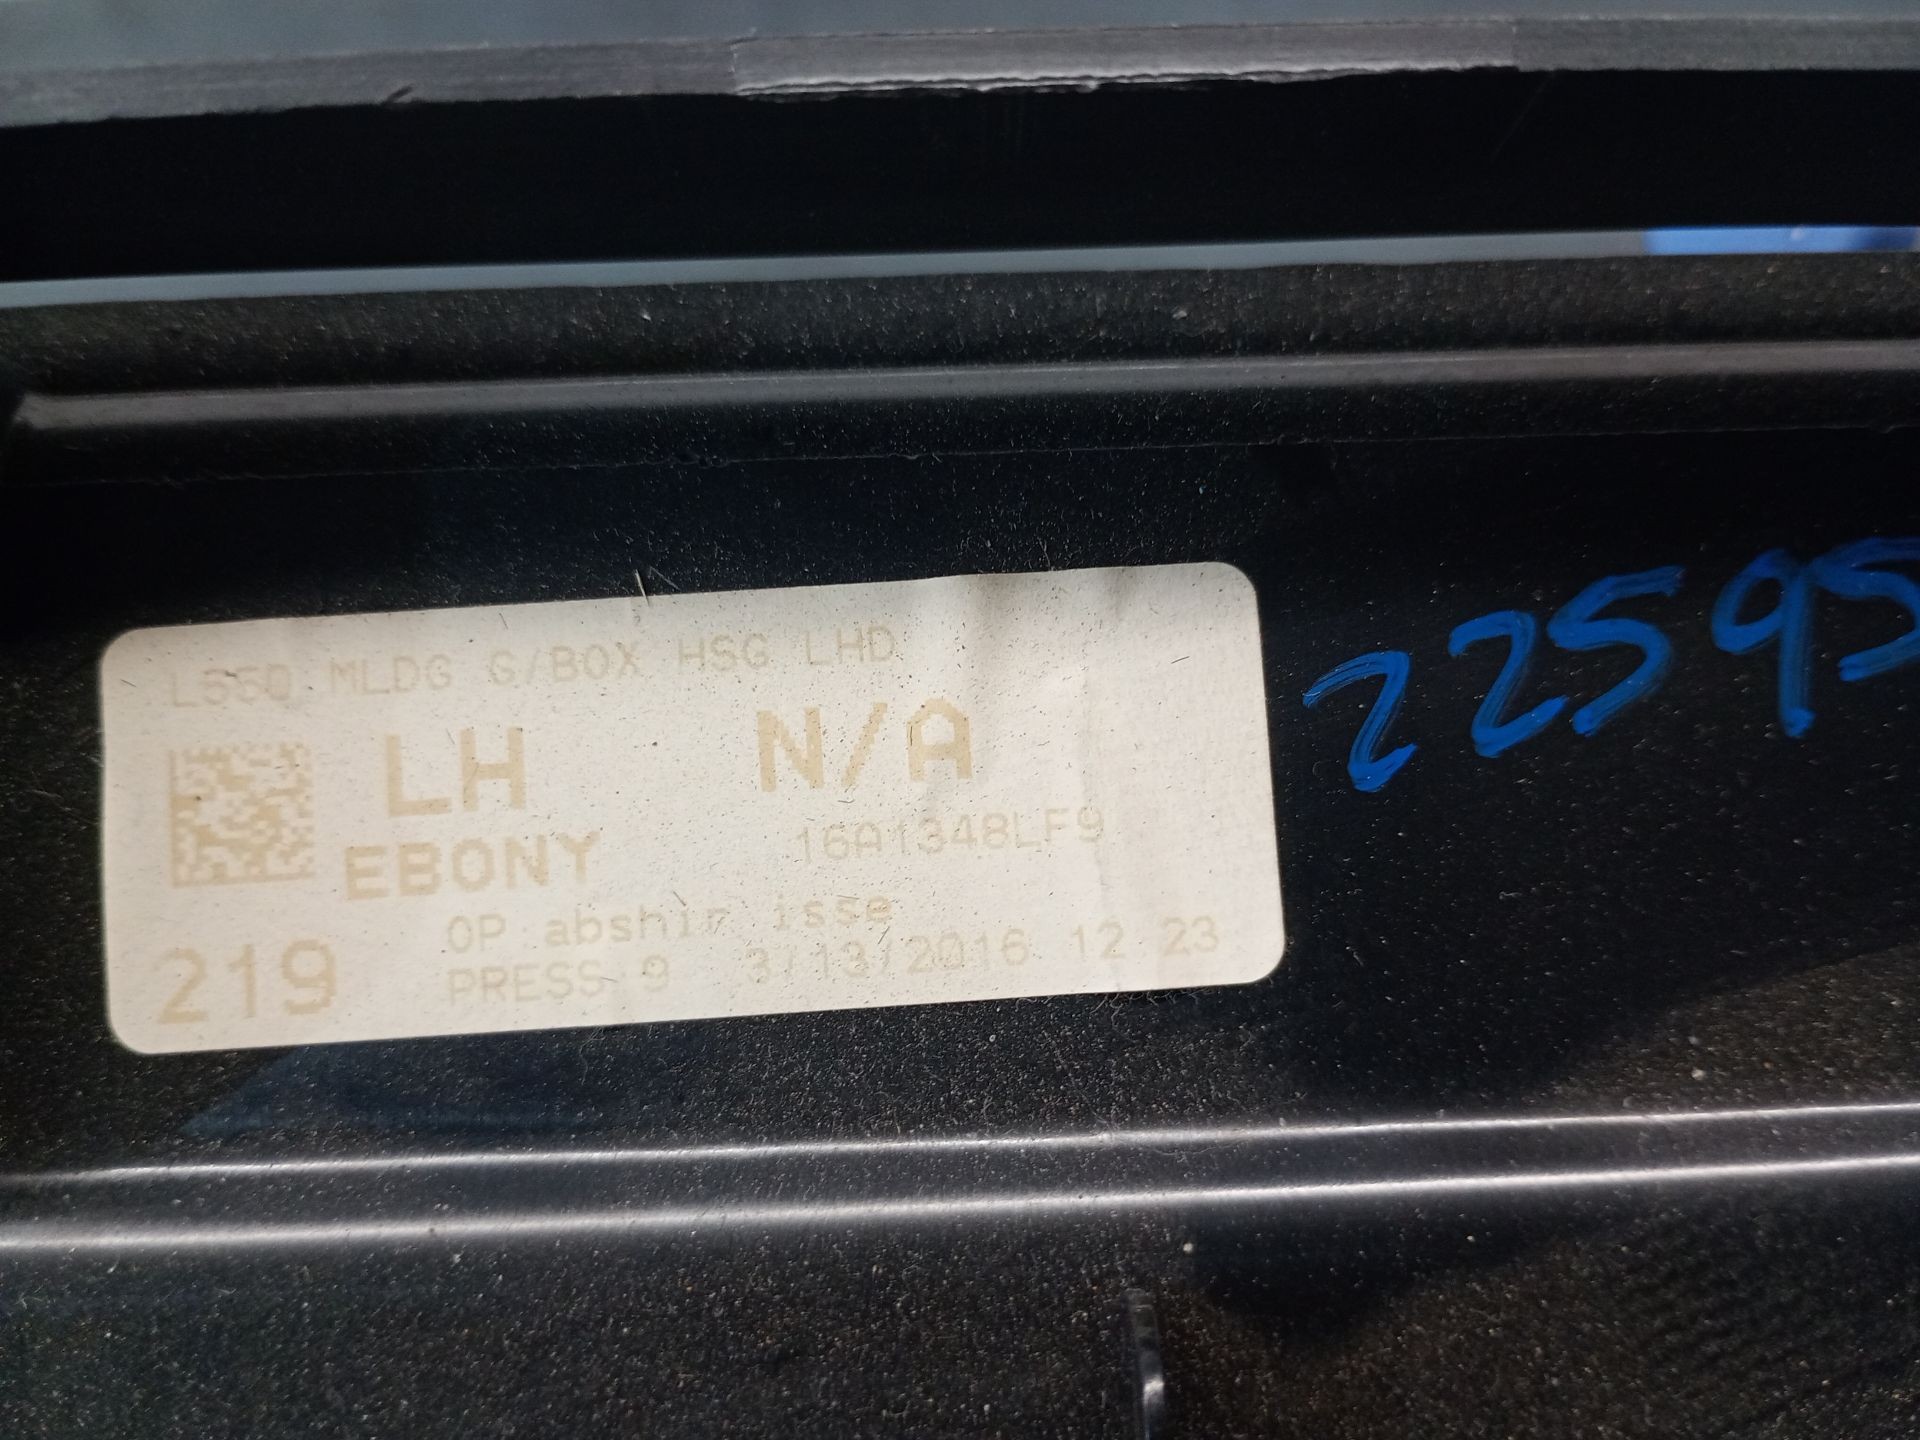 L550 MLDG G/BOX HSG LHD
LH N/A
EBONY 16A1348LF9
OP abshir isse
219 PRESS 9 3/13/2016 12 23
22595